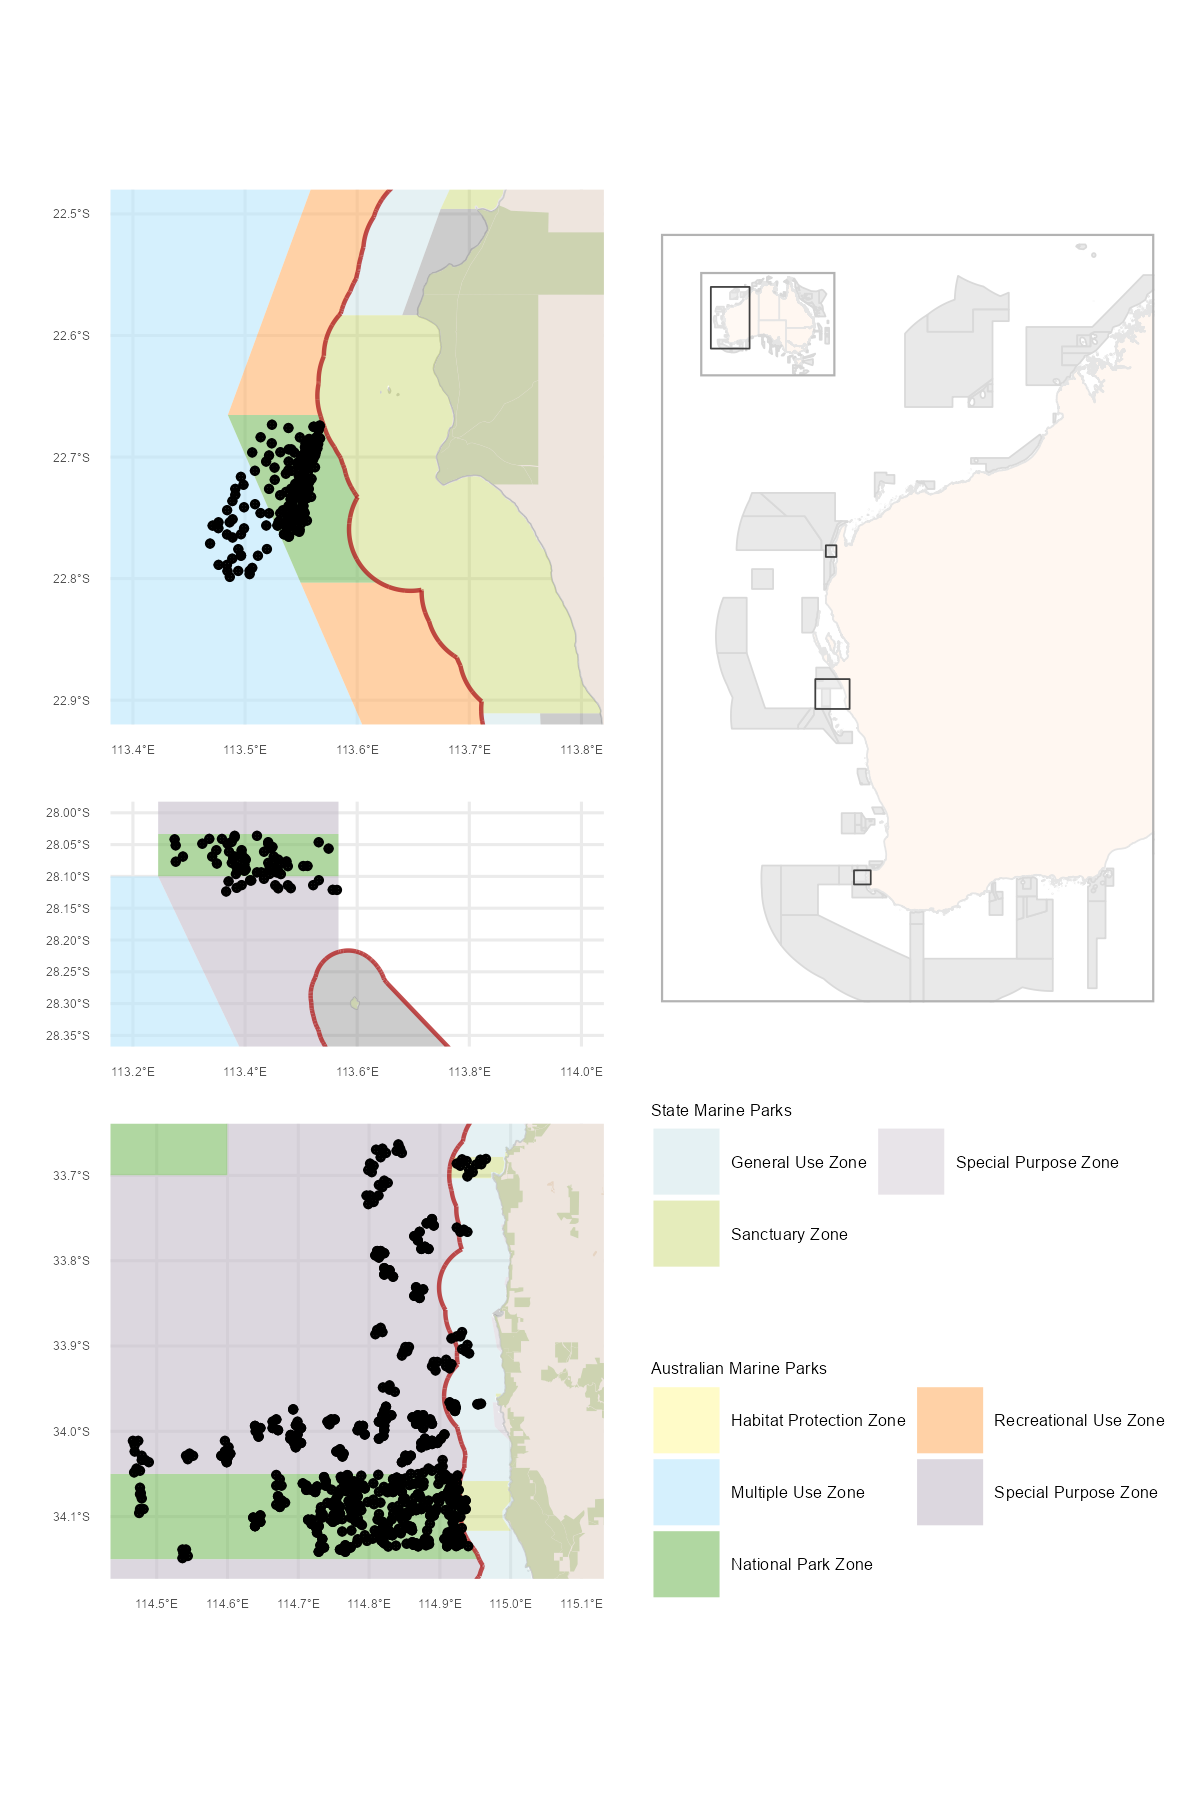 22.5°S
22.6°S
22.7°S
22.8°S
22.9°S
113.4°E 113.5°E 113.6°E 113.7°E 113.8°E
28.00°S
28.05°S
28.10°S
28.15°S
28.20°S
28.25°S
28.30°S
28.35°S
113.2°E 113.4°E 113.6°E 113.8°E 114.0°E
33.7°S
33.8°S
33.9°S
34.0°S
34.1°S
114.5°E 114.6°E 114.7°E 114.8°E 114.9°E 115.0°E 115.1°E
State Marine Parks
General Use Zone Special Purpose Zone
Sanctuary Zone
Australian Marine Parks
Habitat Protection Zone Recreational Use Zone
Multiple Use Zone Special Purpose Zone
National Park Zone